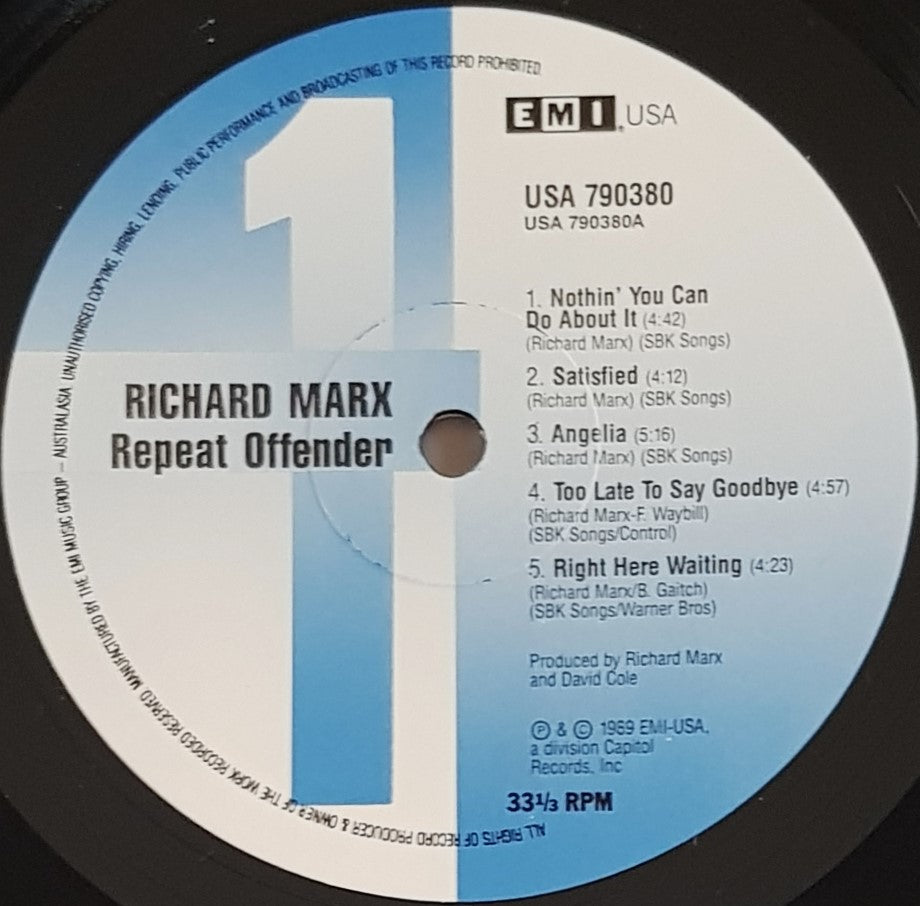 1
EMI.USA
USA 790380
USA 790380A
1. Nothin' You Can
Do About It (4:42)
(Richard Marx) (SBK Songs)
2. Satisfied (4:12)
(Richard Marx) (SBK Songs)
3. Angelia (5:16)
(Richard Marx) (SBK Songs)
4. Too Late To Say Goodbye (4:57)
(Richard Marx-F. Waybill)
(SBK Songs/Control)
5. Right Here Waiting (4:23)
(Richard Marx/B. Gaitch)
(SBK Songs/Warner Bros)
Produced by Richard Marx
and David Cole
Ⓟ & © 1989 EMI-USA,
a division Capitol
Records, Inc
33⅓ RPM
RICHARD MARX
Repeat Offender
ALL RIGHTS OF RECORD PRODUCER & OWNER OF THE WORK RECORDED RESERVED. MANUFACTURED BY THE EMI MUSIC GROUP – AUSTRALASIA UNAUTHORISED COPYING, HIRING, LENDING, PUBLIC PERFORMANCE AND BROADCASTING OF THIS RECORD PROHIBITED